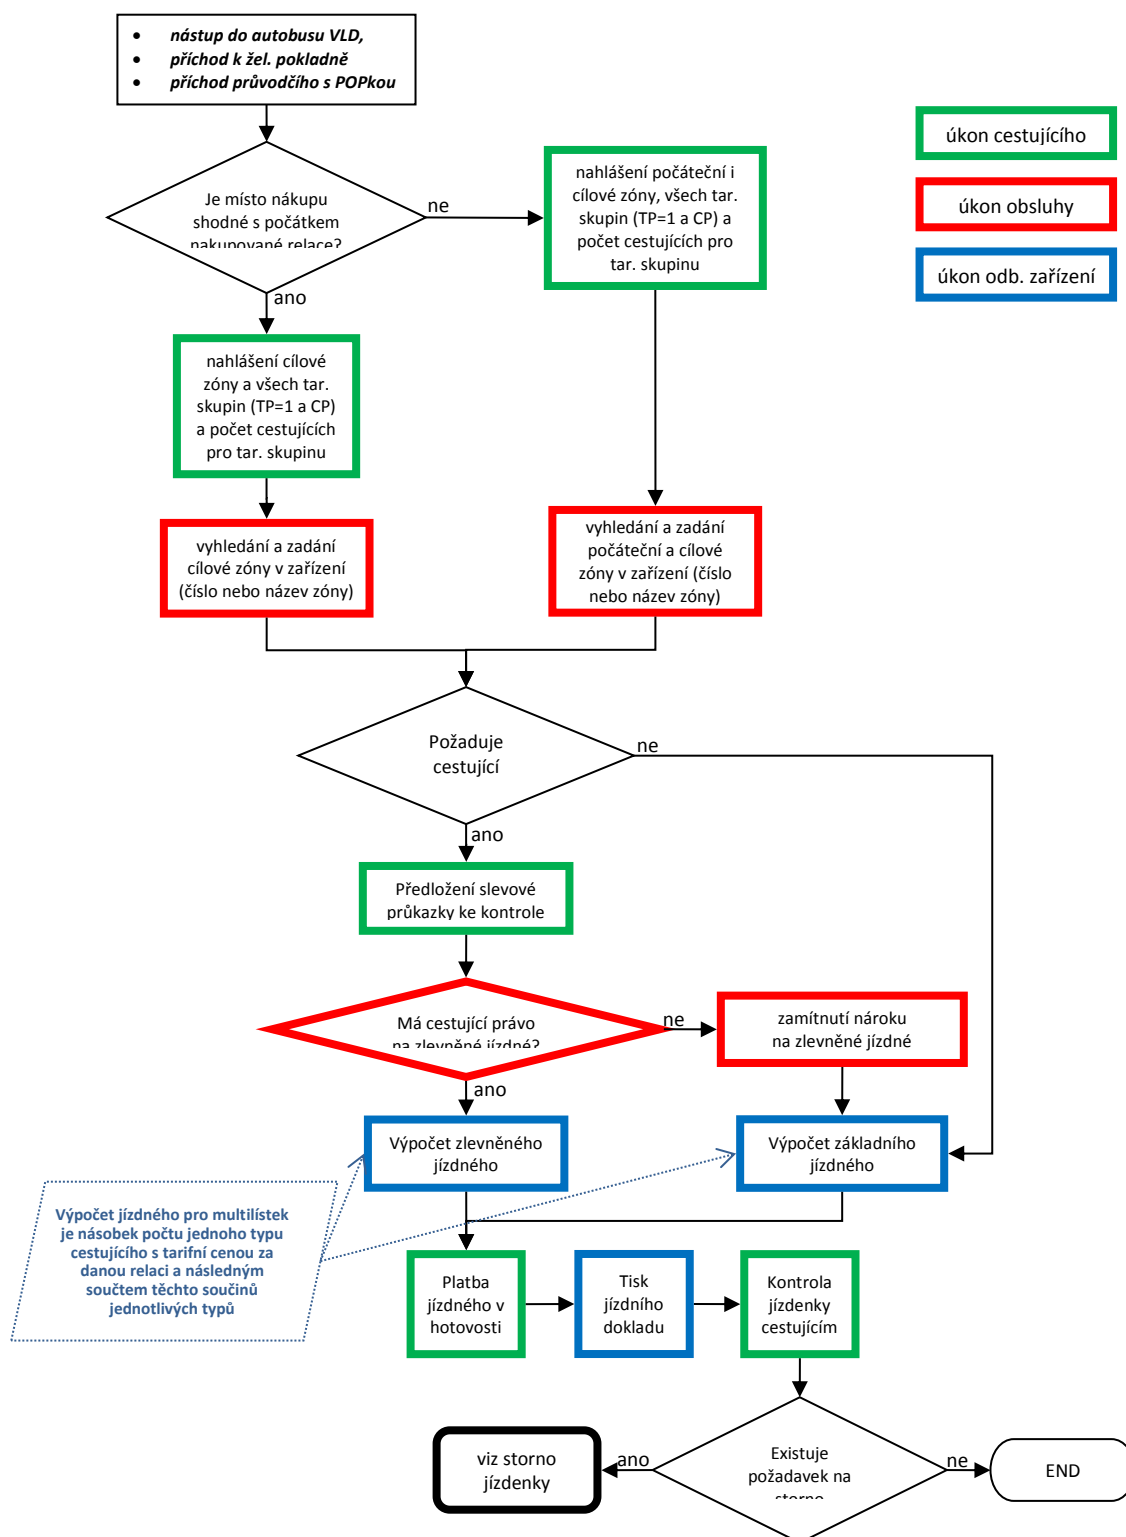 • nástup do autobusu VLD,
• příchod k žel. pokladně
• příchod průvodčího s POPkou
úkon cestujícího
úkon obsluhy
úkon odb. zařízení
Je místo nákupu
shodné s počátkem
nakupované relace?
ne
ano
nahlášení počáteční i
cílové zóny, všech tar.
skupin (TP=1 a CP) a
počet cestujících pro
tar. skupinu
nahlášení cílové
zóny a všech tar.
skupin (TP=1 a CP)
a počet cestujících
pro tar. skupinu
vyhledání a zadání
cílové zóny v zařízení
(číslo nebo název zóny)
vyhledání a zadání
počáteční a cílové
zóny v zařízení (číslo
nebo název zóny)
Požaduje
cestující
ne
ano
Předložení slevové
průkazky ke kontrole
Má cestující právo
na zlevněné jízdné?
ne
ano
zamítnutí nároku
na zlevněné jízdné
Výpočet zlevněného
jízdného
Výpočet základního
jízdného
Výpočet jízdného pro multilístek
je násobek počtu jednoho typu
cestujícího s tarifní cenou za
danou relaci a následným
součtem těchto součinů
jednotlivých typů
Platba
jízdného v
hotovosti
Tisk
jízdního
dokladu
Kontrola
jízdenky
cestujícím
Existuje
požadavek na
storno
ano
ne
viz storno
jízdenky
END